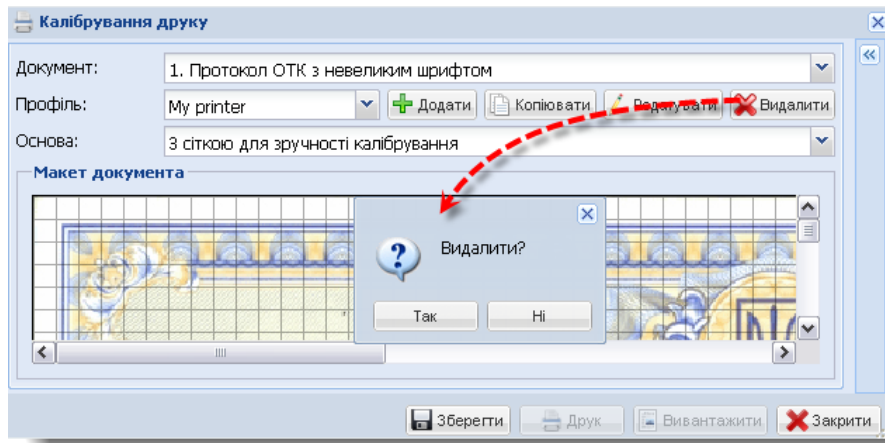 Калібрування друку
Документ: 1. Протокол ОТК з невеликим шрифтом
Профіль: My printer Додати Копіювати Редагувати Видалити
Основа: З сіткою для зручності калібрування
Макет документа
Видалити?
Так Ні
Зберегти Друк Вивантажити Закрити